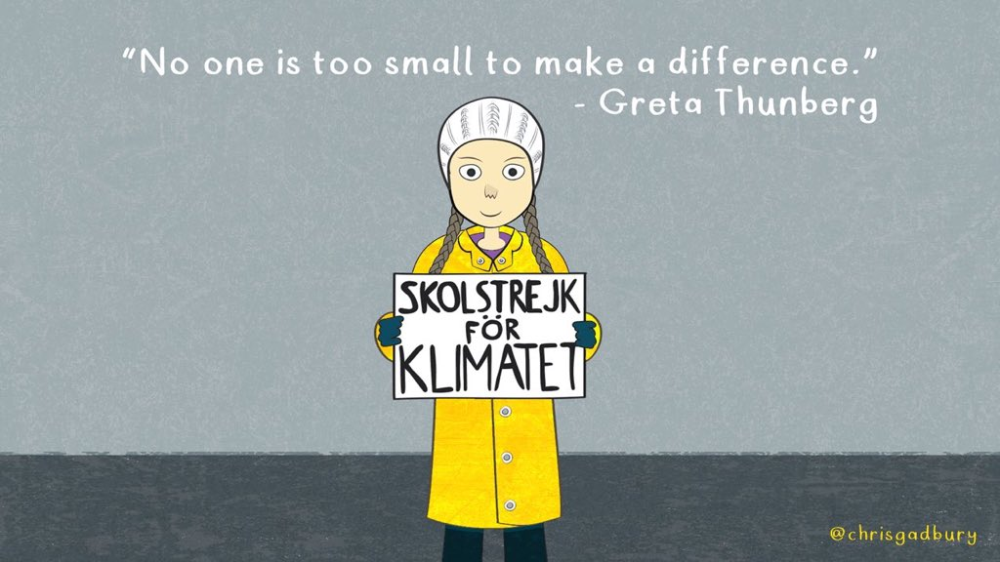 “No one is too small to make a difference.”
- Greta Thunberg
SKOLSTREJK
FÖR
KLIMATET
@chrisgadbury